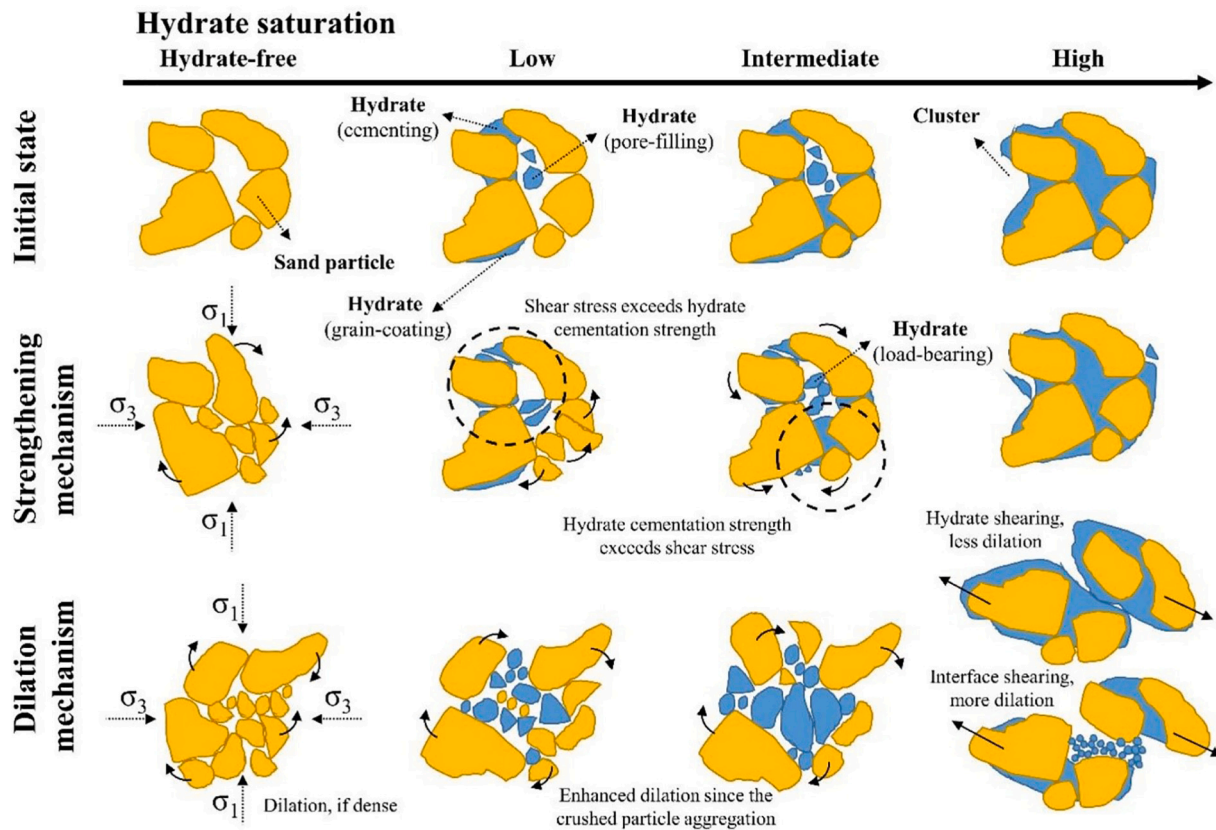 Hydrate saturation
Hydrate-free
Low
Intermediate
High
Initial state
Hydrate
(cementing)
Hydrate
(pore-filling)
Cluster
Sand particle
Hydrate
(grain-coating)
Strengthening
mechanism
σ1
σ3
σ3
σ1
Shear stress exceeds hydrate
cementation strength
Hydrate
(load-bearing)
Hydrate cementation strength
exceeds shear stress
Dilation
mechanism
σ1
σ3
σ3
σ1
Dilation, if dense
Enhanced dilation since the
crushed particle aggregation
Hydrate shearing,
less dilation
Interface shearing,
more dilation